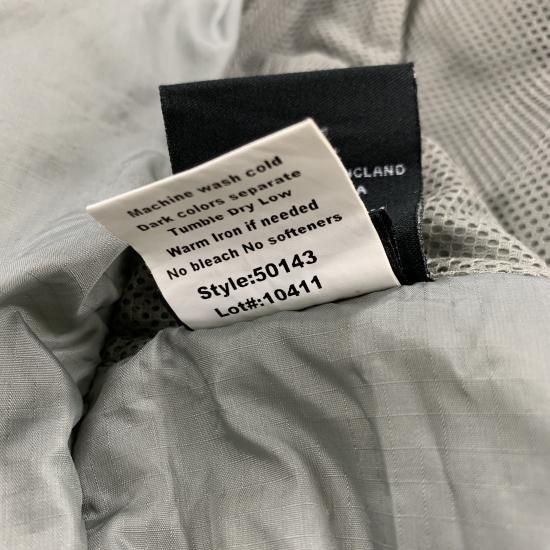 Machine wash cold
Dark colors separate
Tumble Dry Low
Warm Iron if needed
No bleach No softeners
Style:50143
Lot#:10411